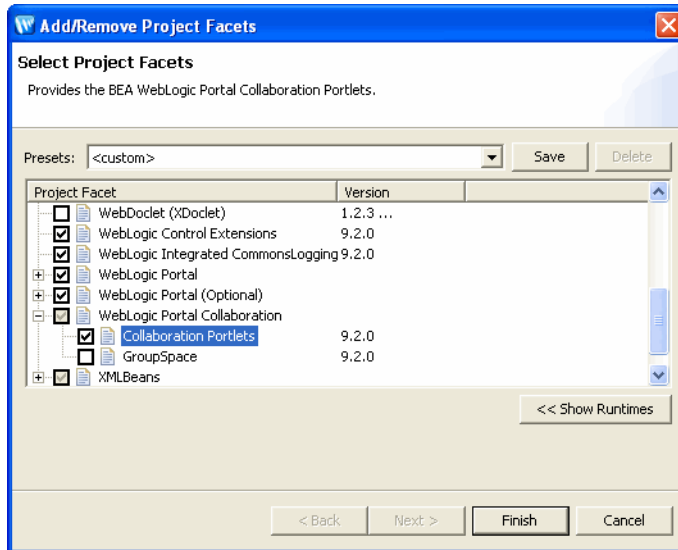 Add/Remove Project Facets
Select Project Facets
Provides the BEA WebLogic Portal Collaboration Portlets.
Presets: <custom> Save Delete
Project Facet Version
WebDoclet (XDoclet) 1.2.3 ...
WebLogic Control Extensions 9.2.0
WebLogic Integrated CommonsLogging 9.2.0
WebLogic Portal
WebLogic Portal (Optional)
WebLogic Portal Collaboration
Collaboration Portlets 9.2.0
GroupSpace 9.2.0
XMLBeans
<< Show Runtimes
< Back Next > Finish Cancel